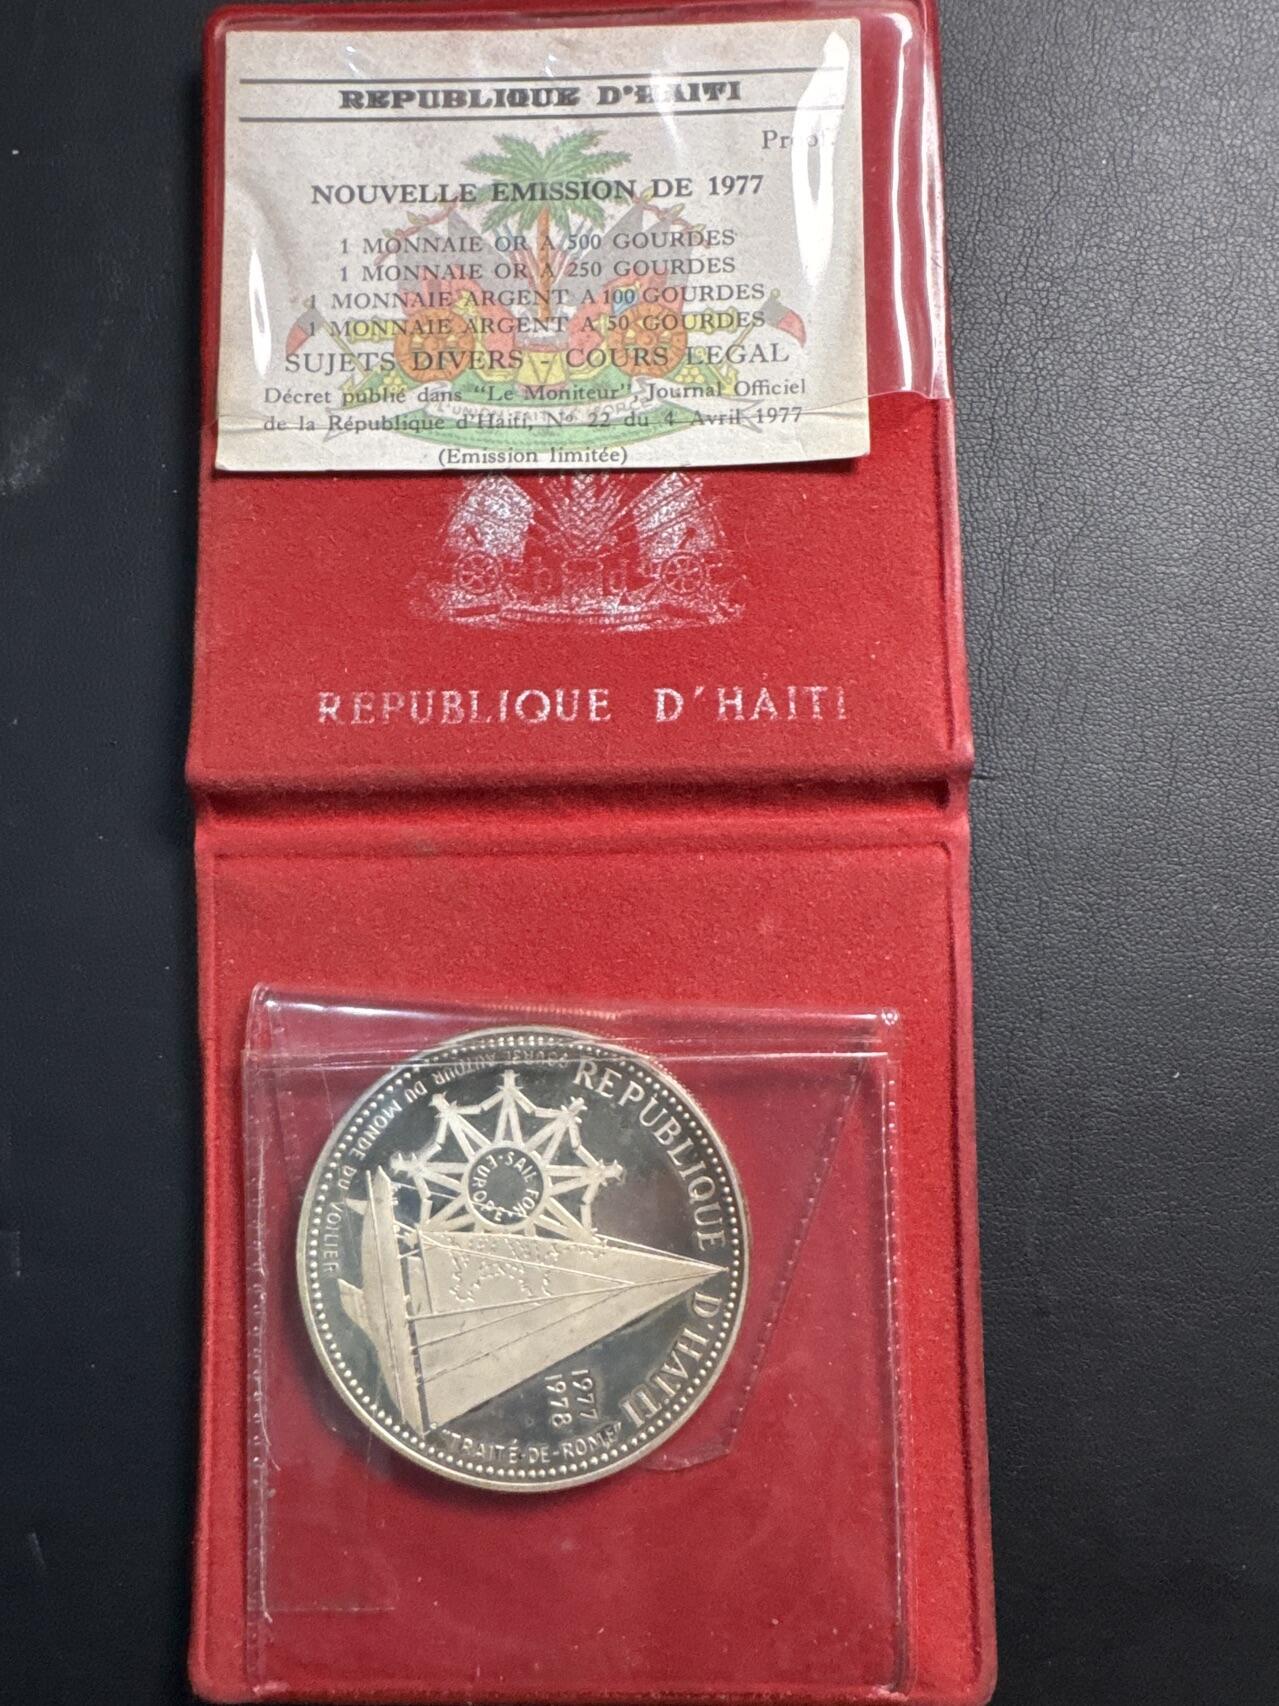 REPUBLIQUE D'HAITI
Proof
NOUVELLE EMISSION DE 1977
1 MONNAIE OR A 500 GOURDES
1 MONNAIE OR A 250 GOURDES
1 MONNAIE ARGENT A 100 GOURDES
1 MONNAIE ARGENT A 50 GOURDES
SUJETS DIVERS - COURS LEGAL
Décret publié dans "Le Moniteur", Journal Officiel
de la République d'Haïti, No 22 du 4 Avril 1977
(Emission limitée)
REPUBLIQUE D'HAITI
REPUBLIQUE D'HAITI
COURSE AUTOUR DU MONDE DU VOILIER
EUROPE · SAIL FOR ·
1977
1978
"TRAITÉ-DE-ROME"